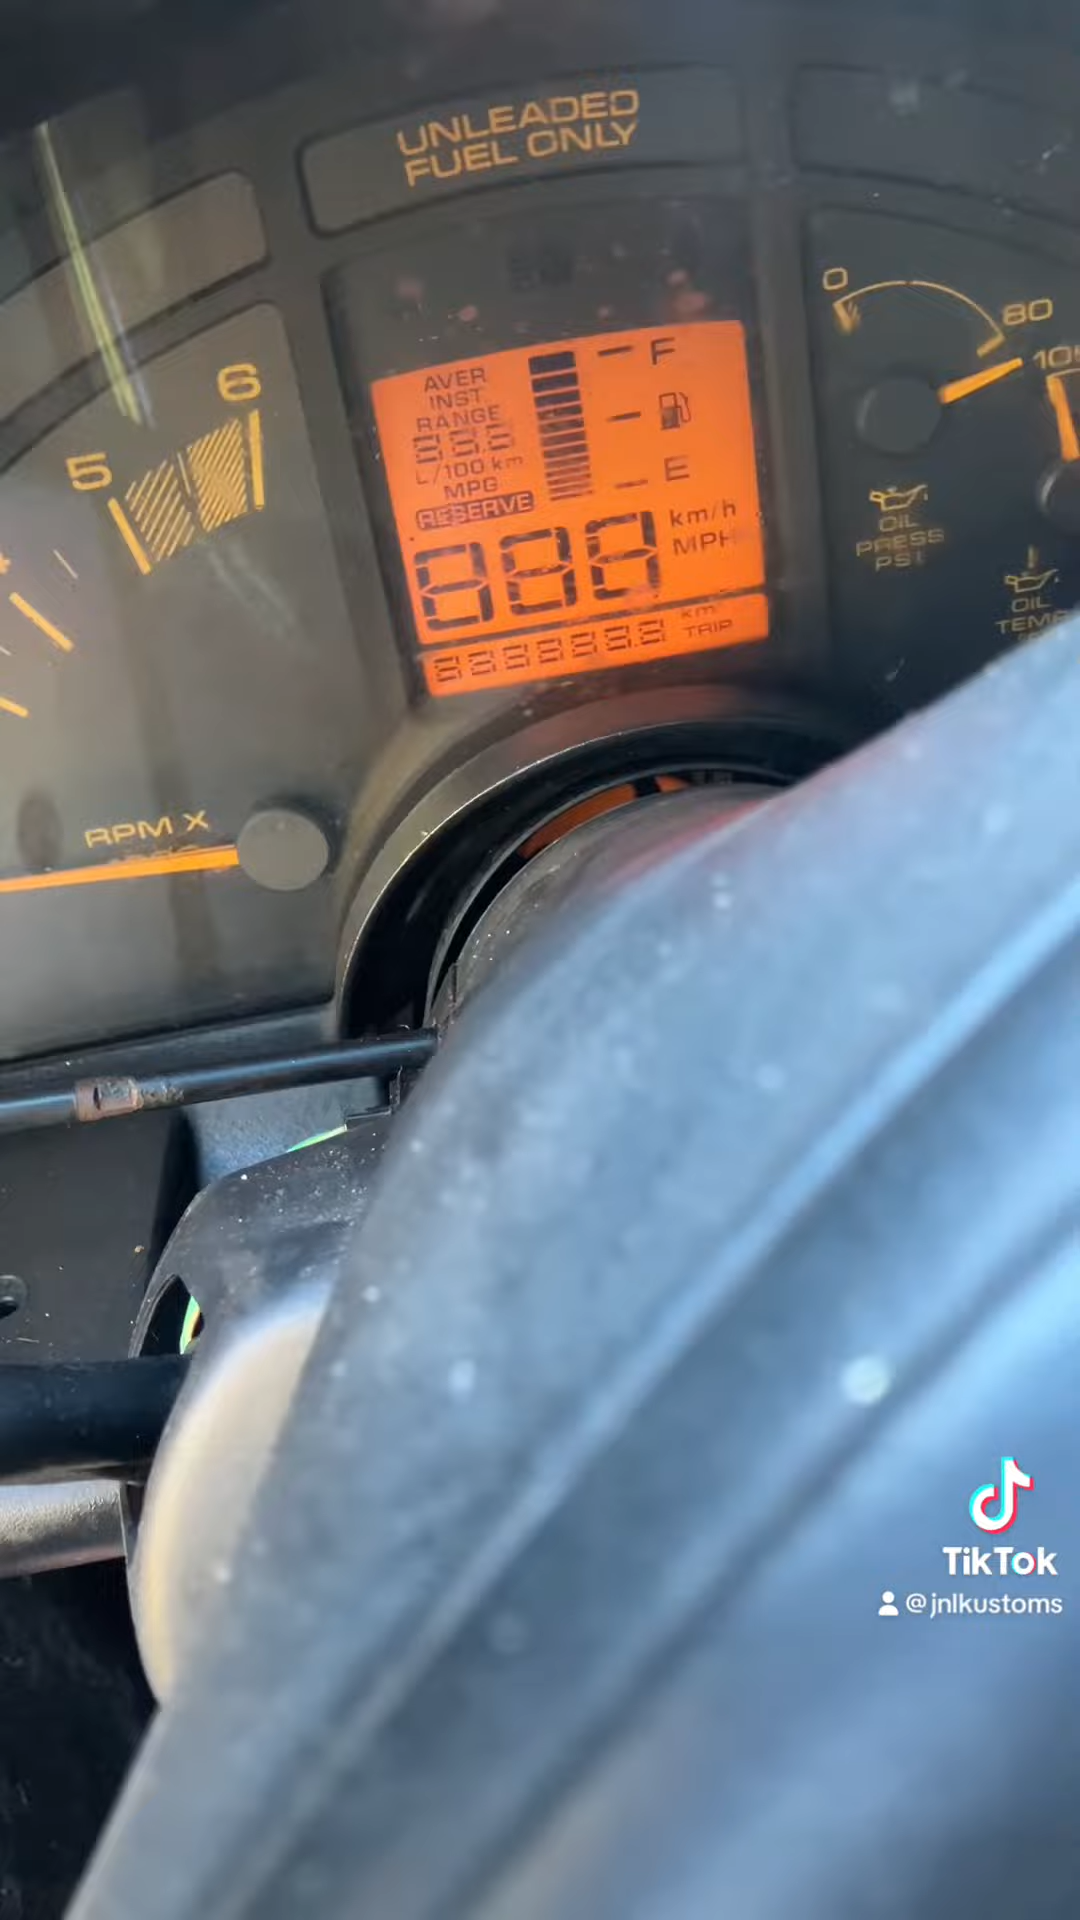 UNLEADED
FUEL ONLY
0
80
6
5
AVER
INST
RANGE
L/100 km
MPG
RESERVE
F
E
888
km/h
MPH
km
TRIP
OIL
PRESS
PSI
OIL
RPM X
TikTok
@jnlkustoms